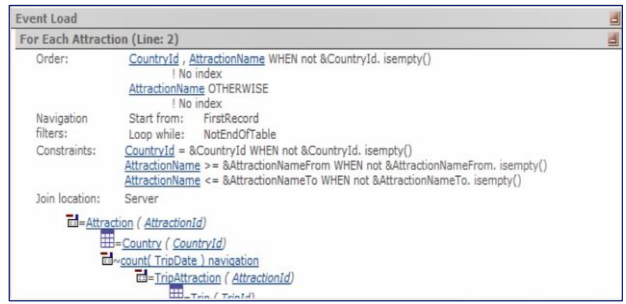 Event Load
For Each Attraction (Line: 2)
Order: CountryId , AttractionName WHEN not &CountryId. isempty()
! No index
AttractionName OTHERWISE
! No index
Navigation Start from: FirstRecord
filters: Loop while: NotEndOfTable
Constraints: CountryId = &CountryId WHEN not &CountryId. isempty()
AttractionName >= &AttractionNameFrom WHEN not &AttractionNameFrom. isempty()
AttractionName <= &AttractionNameTo WHEN not &AttractionNameTo. isempty()
Join location: Server
=Attraction ( AttractionId)
=Country ( CountryId)
~count( TripDate ) navigation
=TripAttraction ( AttractionId)
=Trip ( TripId)